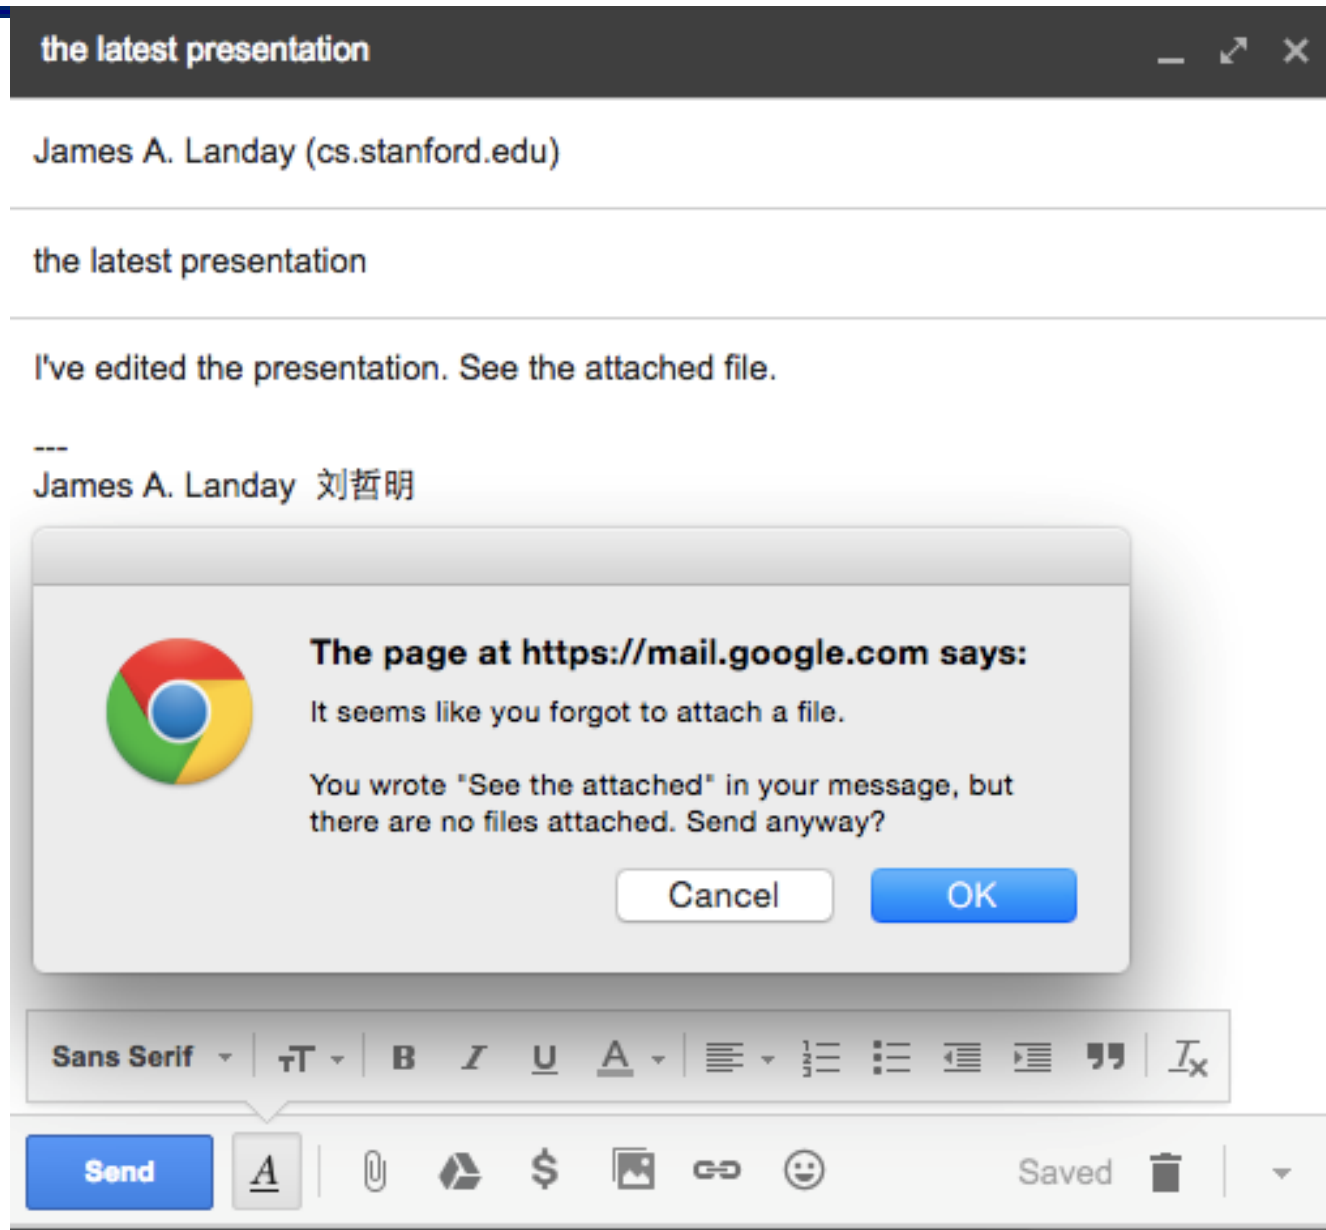 the latest presentation
James A. Landay (cs.stanford.edu)
the latest presentation
I've edited the presentation. See the attached file.
---
James A. Landay 刘哲明
The page at https://mail.google.com says:
It seems like you forgot to attach a file.
You wrote "See the attached" in your message, but
there are no files attached. Send anyway?
Cancel OK
Sans Serif
Send
Saved